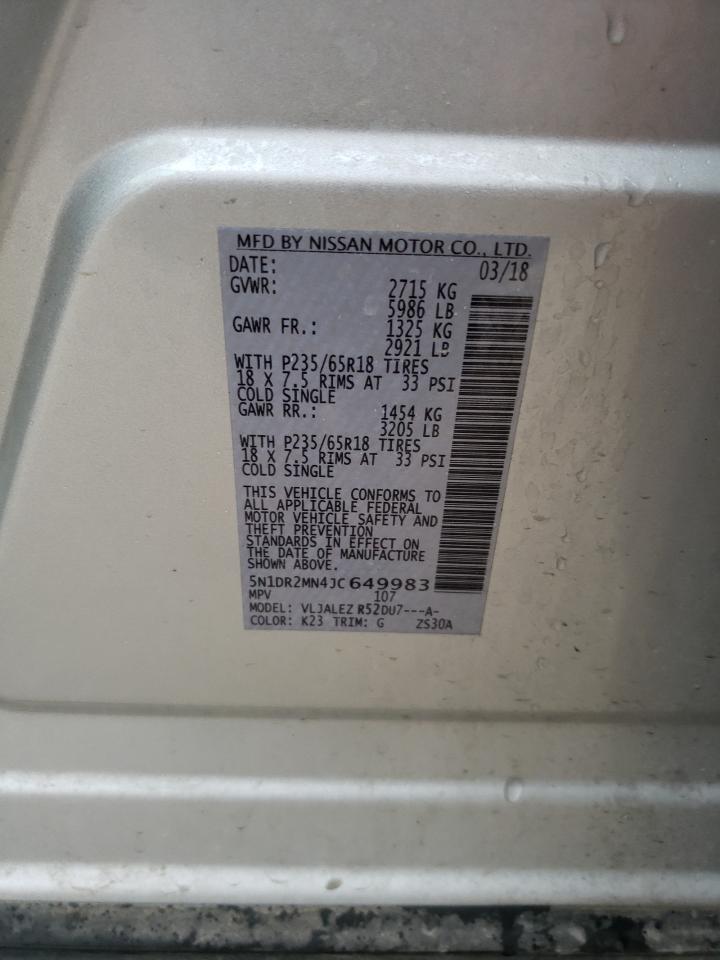 MFD BY NISSAN MOTOR CO., LTD.
DATE: 03/18
GVWR: 2715 KG
5986 LB
GAWR FR.: 1325 KG
2921 LB
WITH P235/65R18 TIRES
18 X 7.5 RIMS AT 33 PSI
COLD SINGLE
GAWR RR.: 1454 KG
3205 LB
WITH P235/65R18 TIRES
18 X 7.5 RIMS AT 33 PSI
COLD SINGLE
THIS VEHICLE CONFORMS TO
ALL APPLICABLE FEDERAL
MOTOR VEHICLE SAFETY AND
THEFT PREVENTION
STANDARDS IN EFFECT ON
THE DATE OF MANUFACTURE
SHOWN ABOVE.
5N1DR2MN4JC649983
MPV 107
MODEL: VLJALEZ R52DU7---A-
COLOR: K23 TRIM: G ZS30A